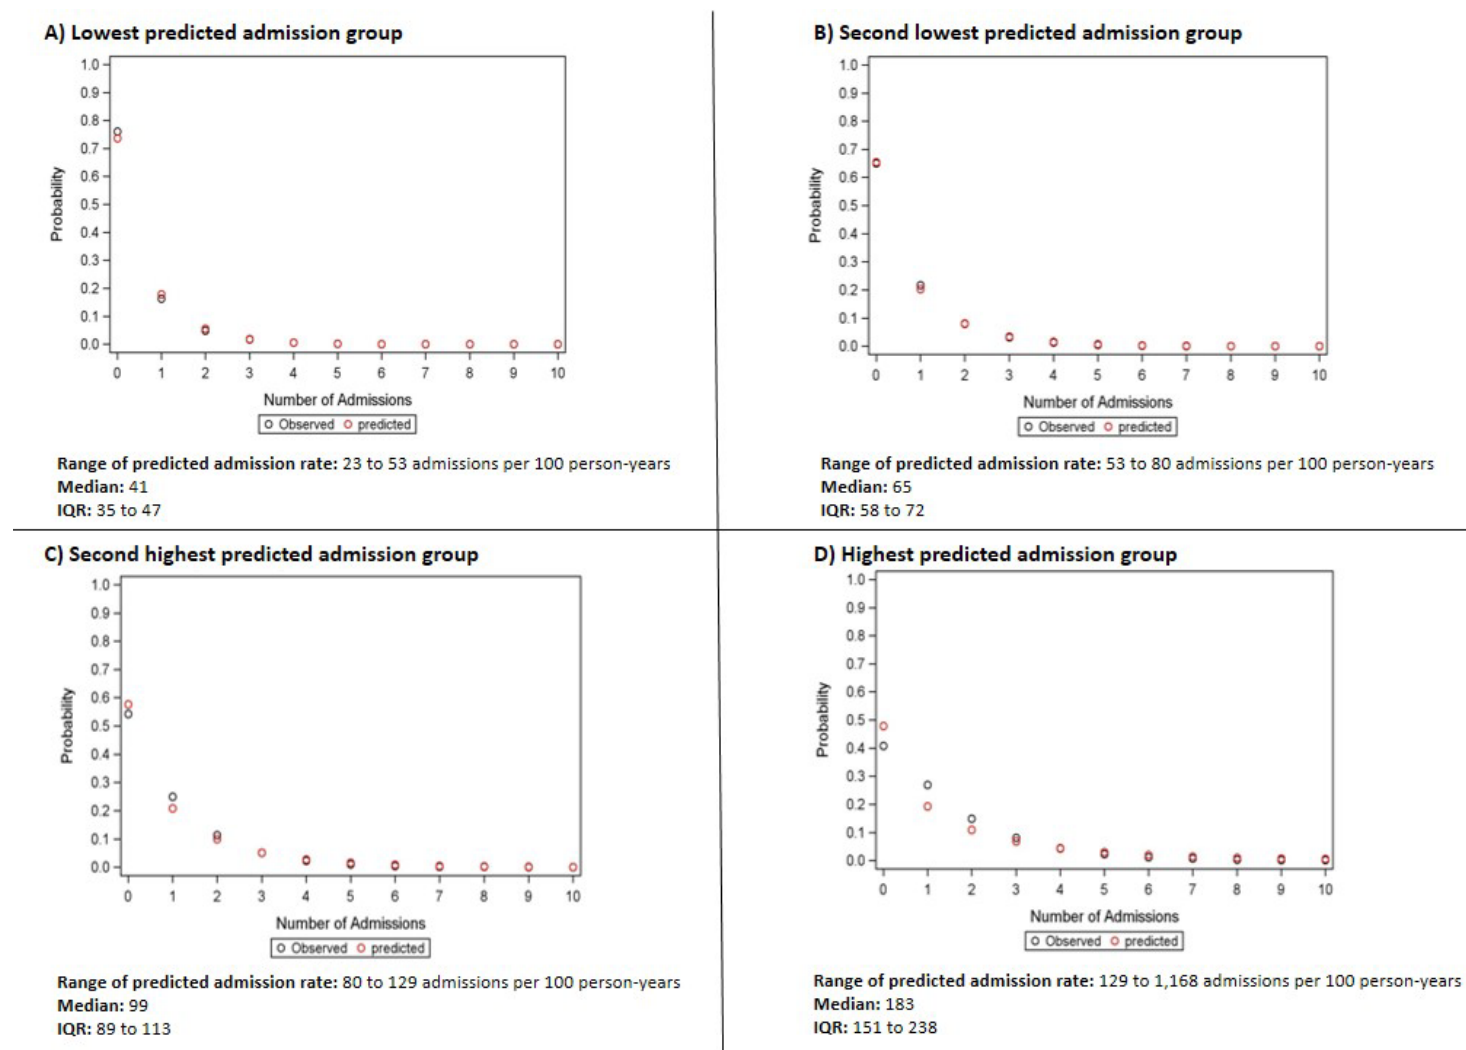 A) Lowest predicted admission group
1.0
0.9
0.8
0.7
0.6
0.5
0.4
0.3
0.2
0.1
0.0
Probability
0 1 2 3 4 5 6 7 8 9 10
Number of Admissions
Observed predicted
Range of predicted admission rate: 23 to 53 admissions per 100 person-years
Median: 41
IQR: 35 to 47
B) Second lowest predicted admission group
1.0
0.9
0.8
0.7
0.6
0.5
0.4
0.3
0.2
0.1
0.0
Probability
0 1 2 3 4 5 6 7 8 9 10
Number of Admissions
Observed predicted
Range of predicted admission rate: 53 to 80 admissions per 100 person-years
Median: 65
IQR: 58 to 72
C) Second highest predicted admission group
1.0
0.9
0.8
0.7
0.6
0.5
0.4
0.3
0.2
0.1
0.0
Probability
0 1 2 3 4 5 6 7 8 9 10
Number of Admissions
Observed predicted
Range of predicted admission rate: 80 to 129 admissions per 100 person-years
Median: 99
IQR: 89 to 113
D) Highest predicted admission group
1.0
0.9
0.8
0.7
0.6
0.5
0.4
0.3
0.2
0.1
0.0
Probability
0 1 2 3 4 5 6 7 8 9 10
Number of Admissions
Observed predicted
Range of predicted admission rate: 129 to 1,168 admissions per 100 person-years
Median: 183
IQR: 151 to 238